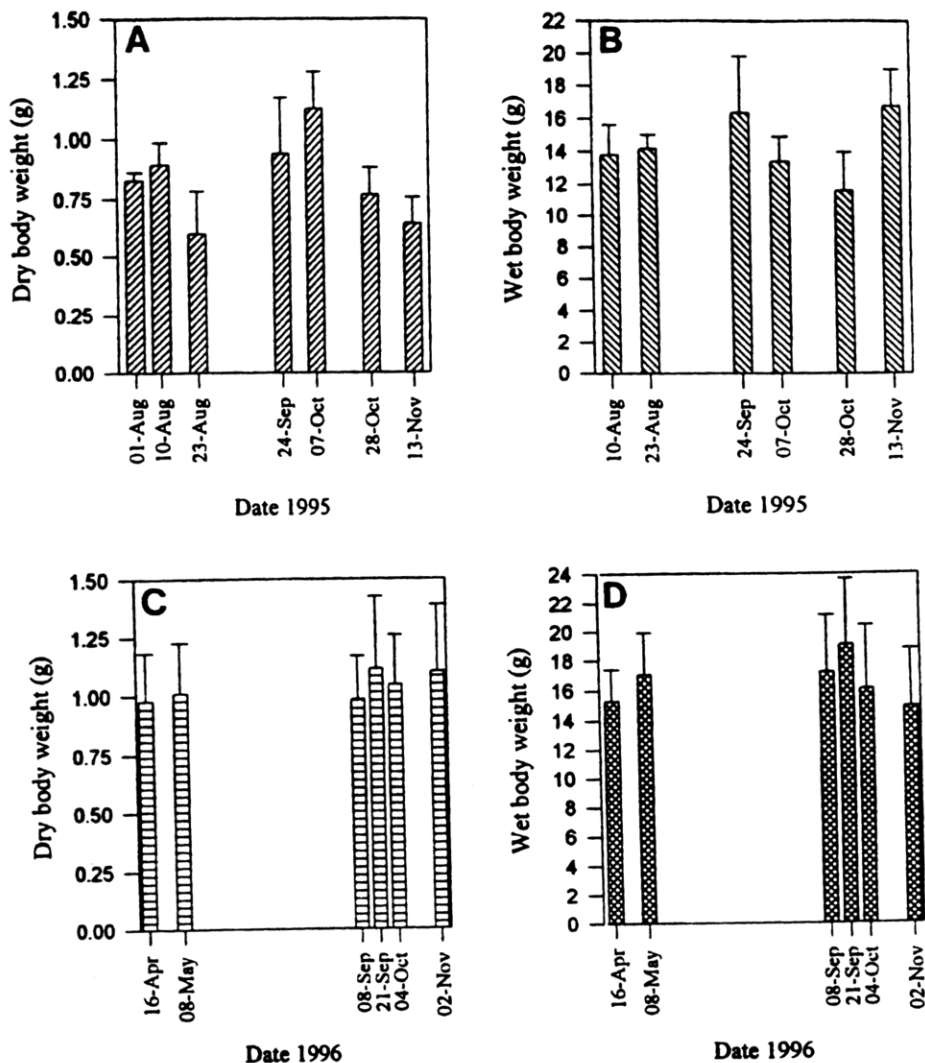 A
Dry body weight (g)
1.50
1.25
1.00
0.75
0.50
0.25
0.00
01-Aug
10-Aug
23-Aug
24-Sep
07-Oct
28-Oct
13-Nov
Date 1995
B
Wet body weight (g)
22
20
18
16
14
12
10
8
6
4
2
0
10-Aug
23-Aug
24-Sep
07-Oct
28-Oct
13-Nov
Date 1995
C
Dry body weight (g)
1.50
1.25
1.00
0.75
0.50
0.25
0.00
16-Apr
08-May
08-Sep
21-Sep
04-Oct
02-Nov
Date 1996
D
Wet body weight (g)
24
22
20
18
16
14
12
10
8
6
4
2
0
16-Apr
08-May
08-Sep
21-Sep
04-Oct
02-Nov
Date 1996